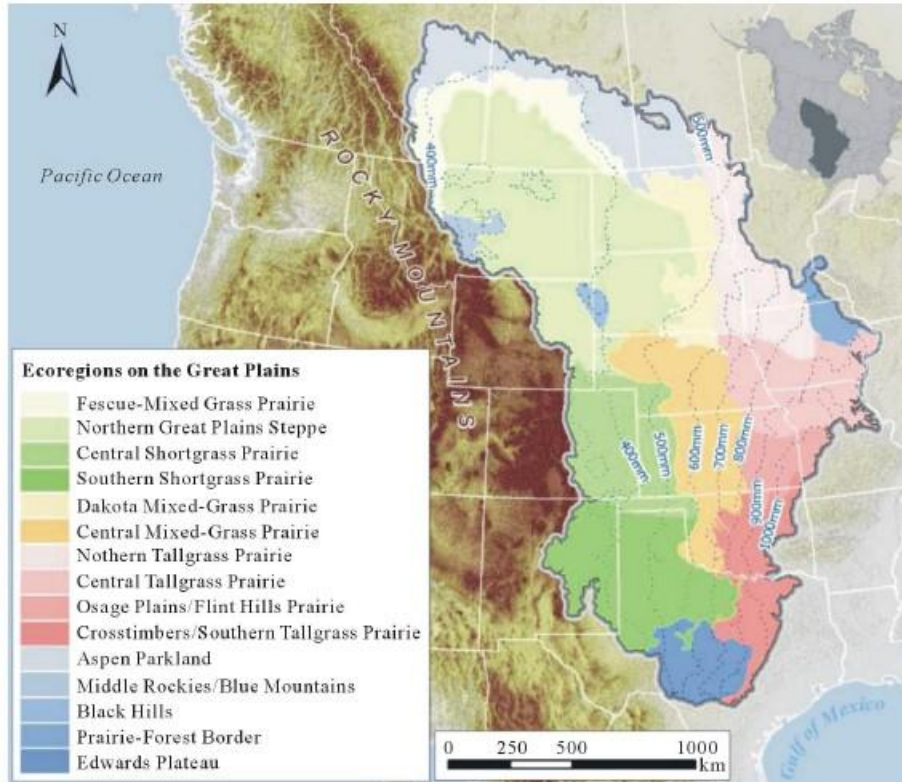 N
Pacific Ocean
ROCKY MOUNTAINS
400mm
500mm
400mm
500mm
600mm
700mm
800mm
900mm
1000mm
Gulf of Mexico
Ecoregions on the Great Plains
Fescue-Mixed Grass Prairie
Northern Great Plains Steppe
Central Shortgrass Prairie
Southern Shortgrass Prairie
Dakota Mixed-Grass Prairie
Central Mixed-Grass Prairie
Nothern Tallgrass Prairie
Central Tallgrass Prairie
Osage Plains/Flint Hills Prairie
Crosstimbers/Southern Tallgrass Prairie
Aspen Parkland
Middle Rockies/Blue Mountains
Black Hills
Prairie-Forest Border
Edwards Plateau
0 250 500 1000
km